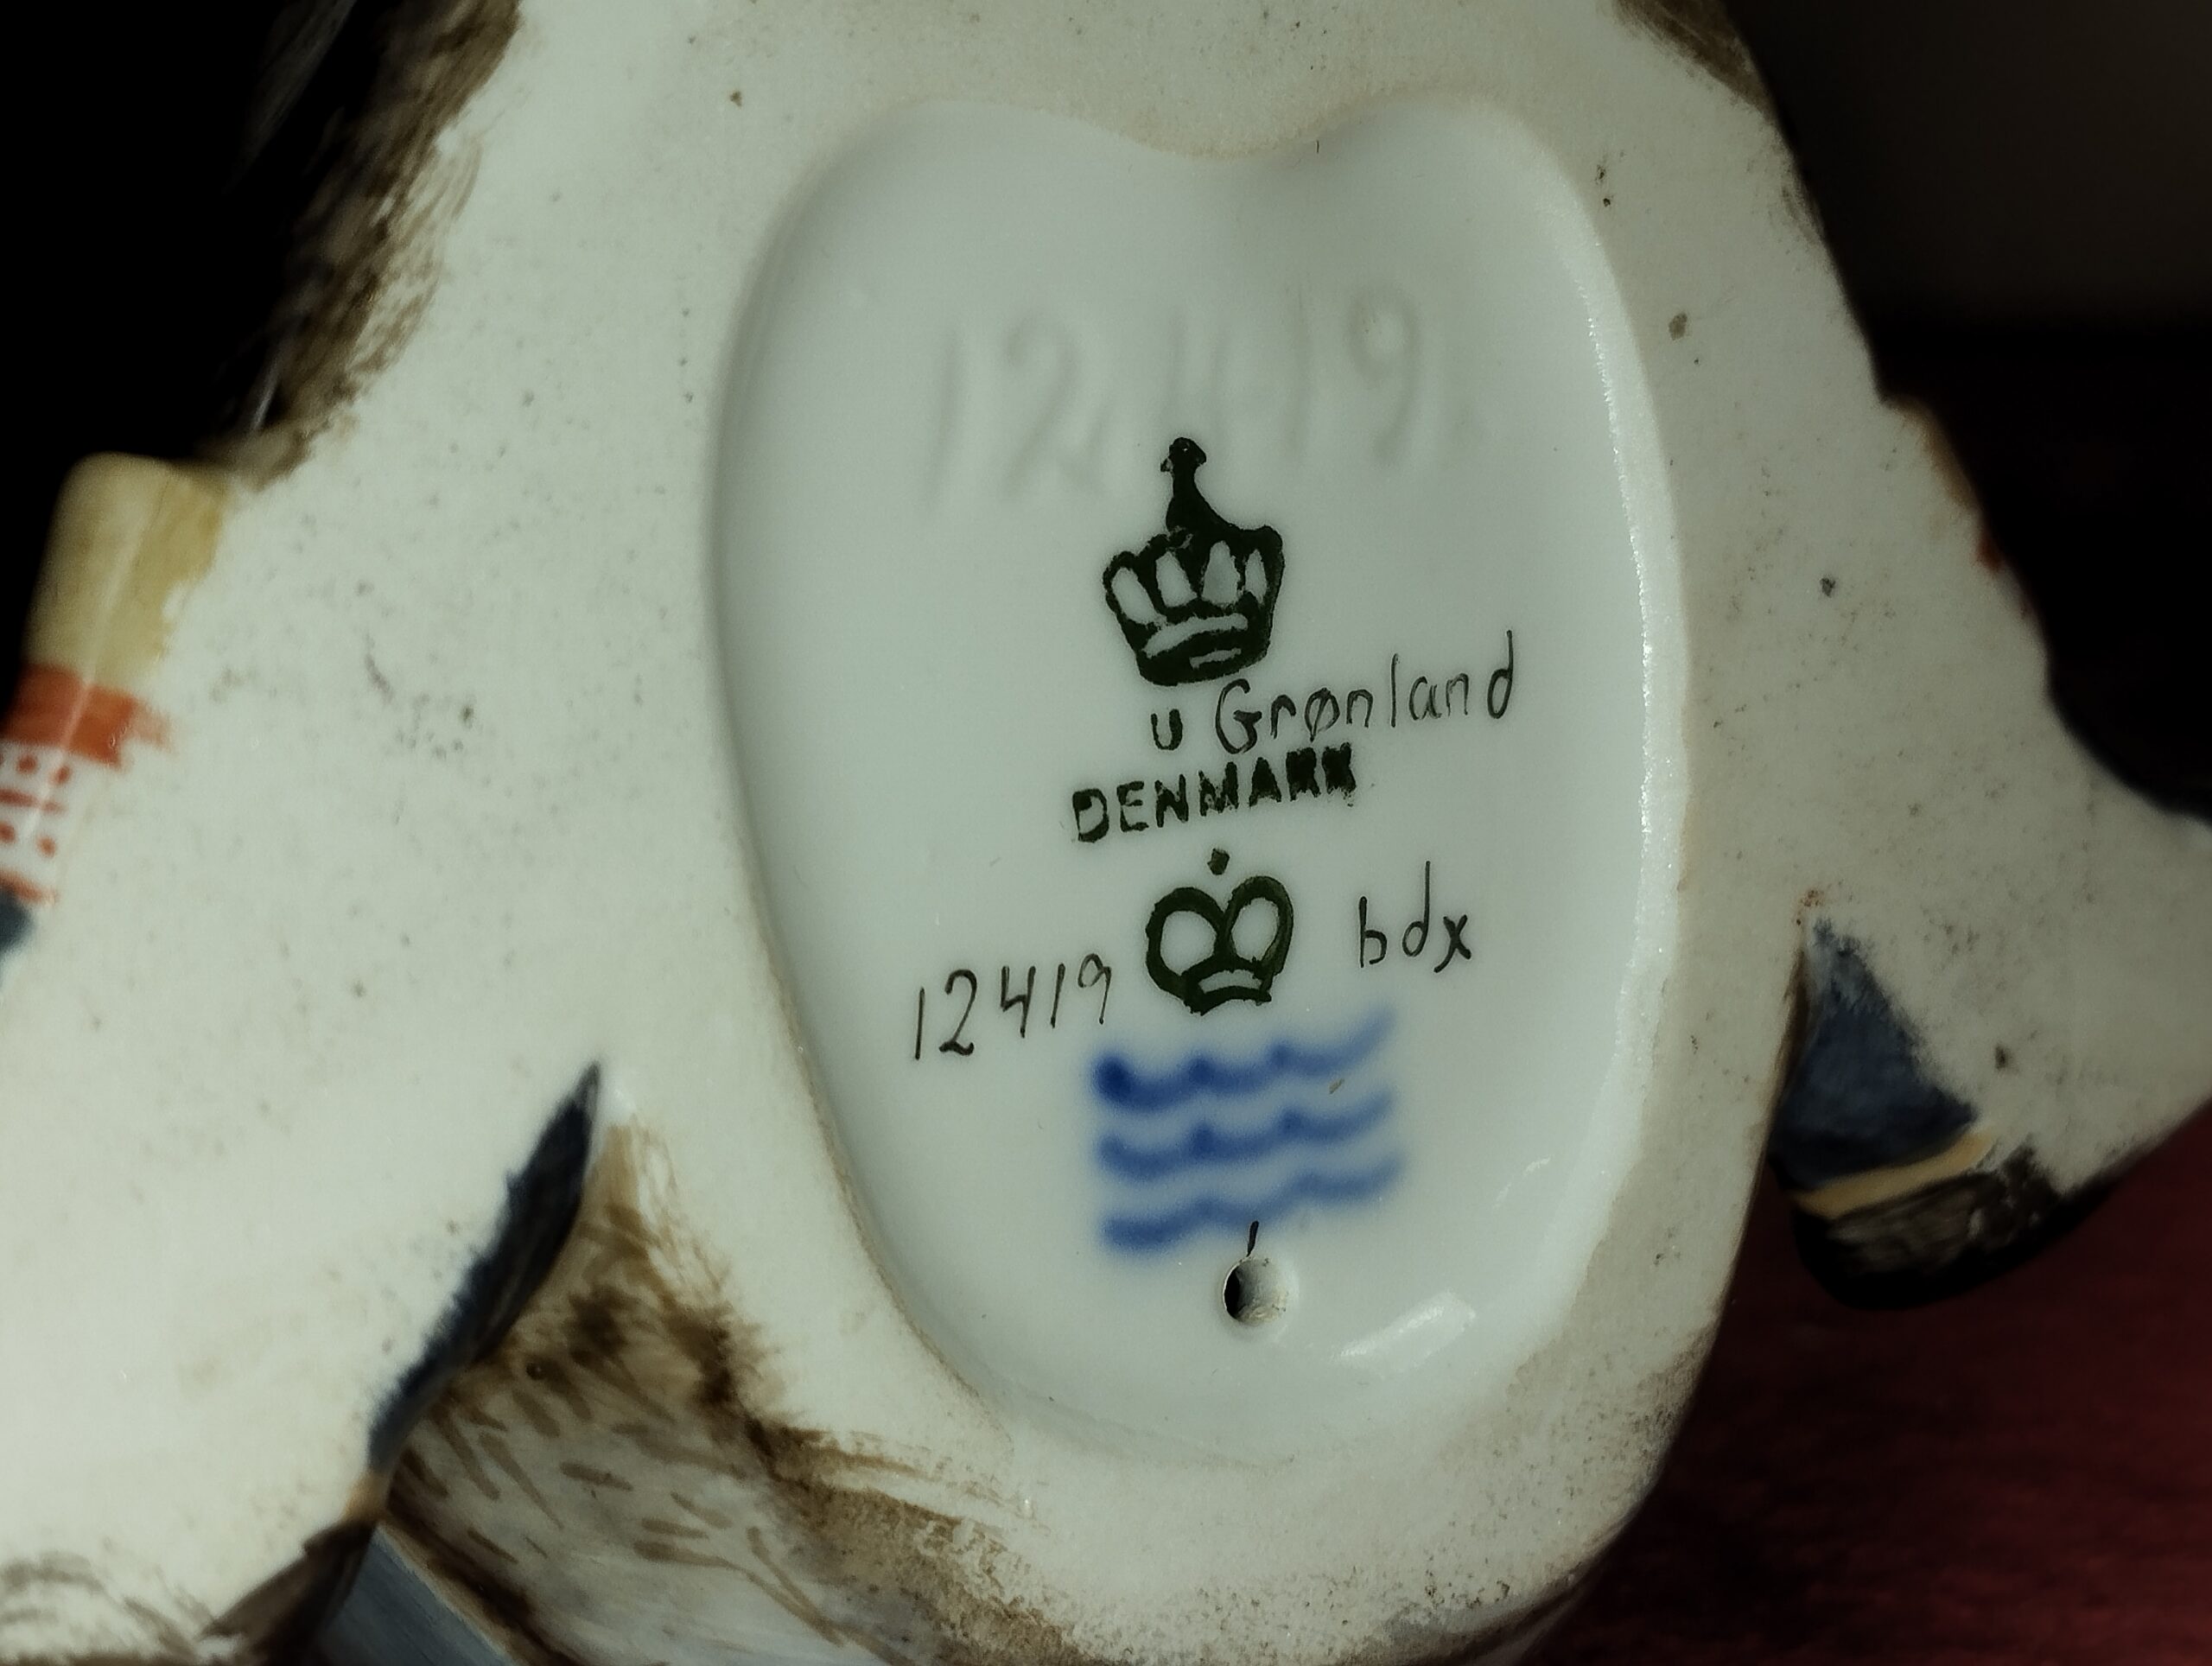 12419.
u Grønland
DENMARK
12419 bdx